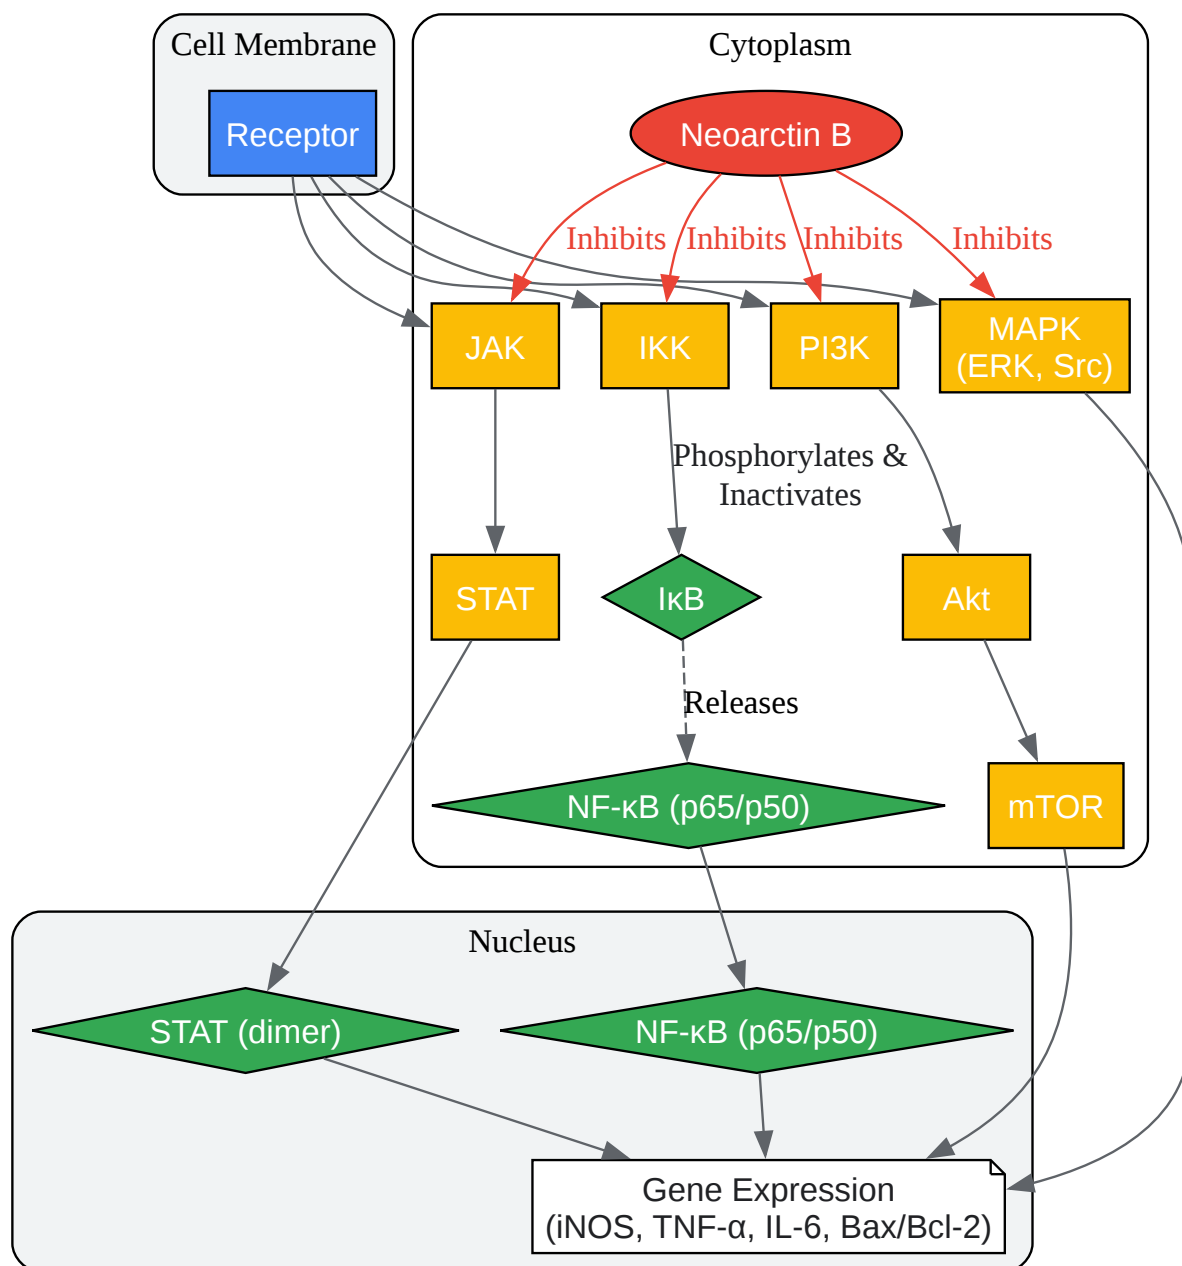 Cell Membrane
Cytoplasm
Receptor
Neoarctin B
Inhibits
Inhibits
Inhibits
Inhibits
JAK
IKK
PI3K
MAPK
(ERK, Src)
Phosphorylates &
Inactivates
STAT
IκB
Akt
Releases
NF-κB (p65/p50)
mTOR
Nucleus
STAT (dimer)
NF-κB (p65/p50)
Gene Expression
(iNOS, TNF-α, IL-6, Bax/Bcl-2)